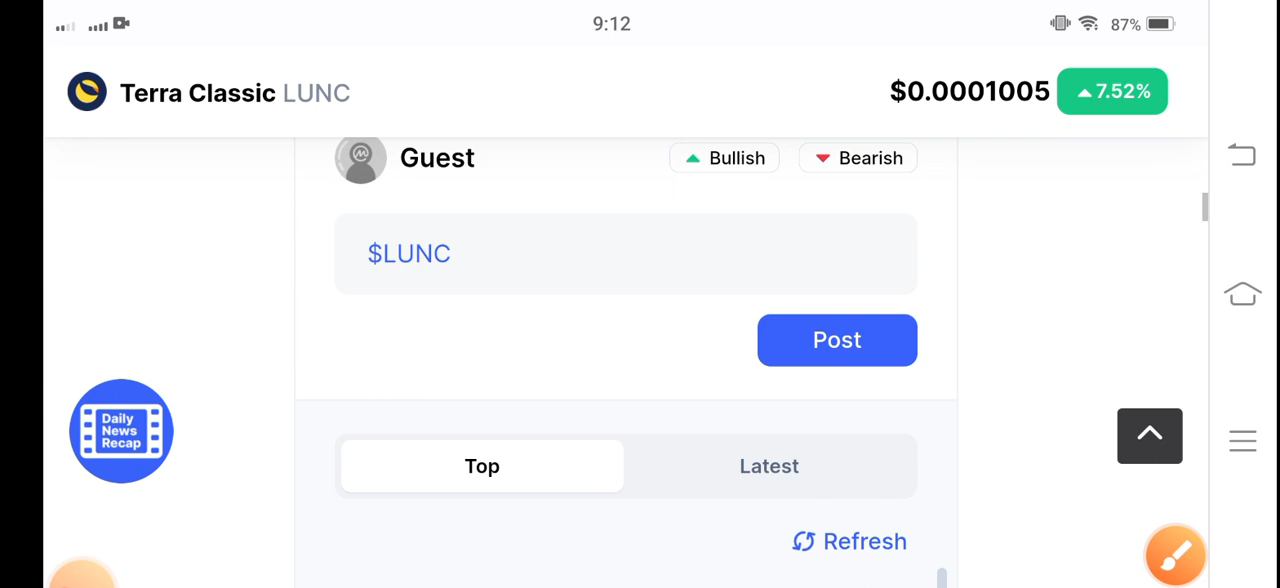 9:12
87%
Terra Classic LUNC
$0.0001005
7.52%
Guest
Bullish
Bearish
$LUNC
Post
Daily
News
Recap
Top
Latest
Refresh